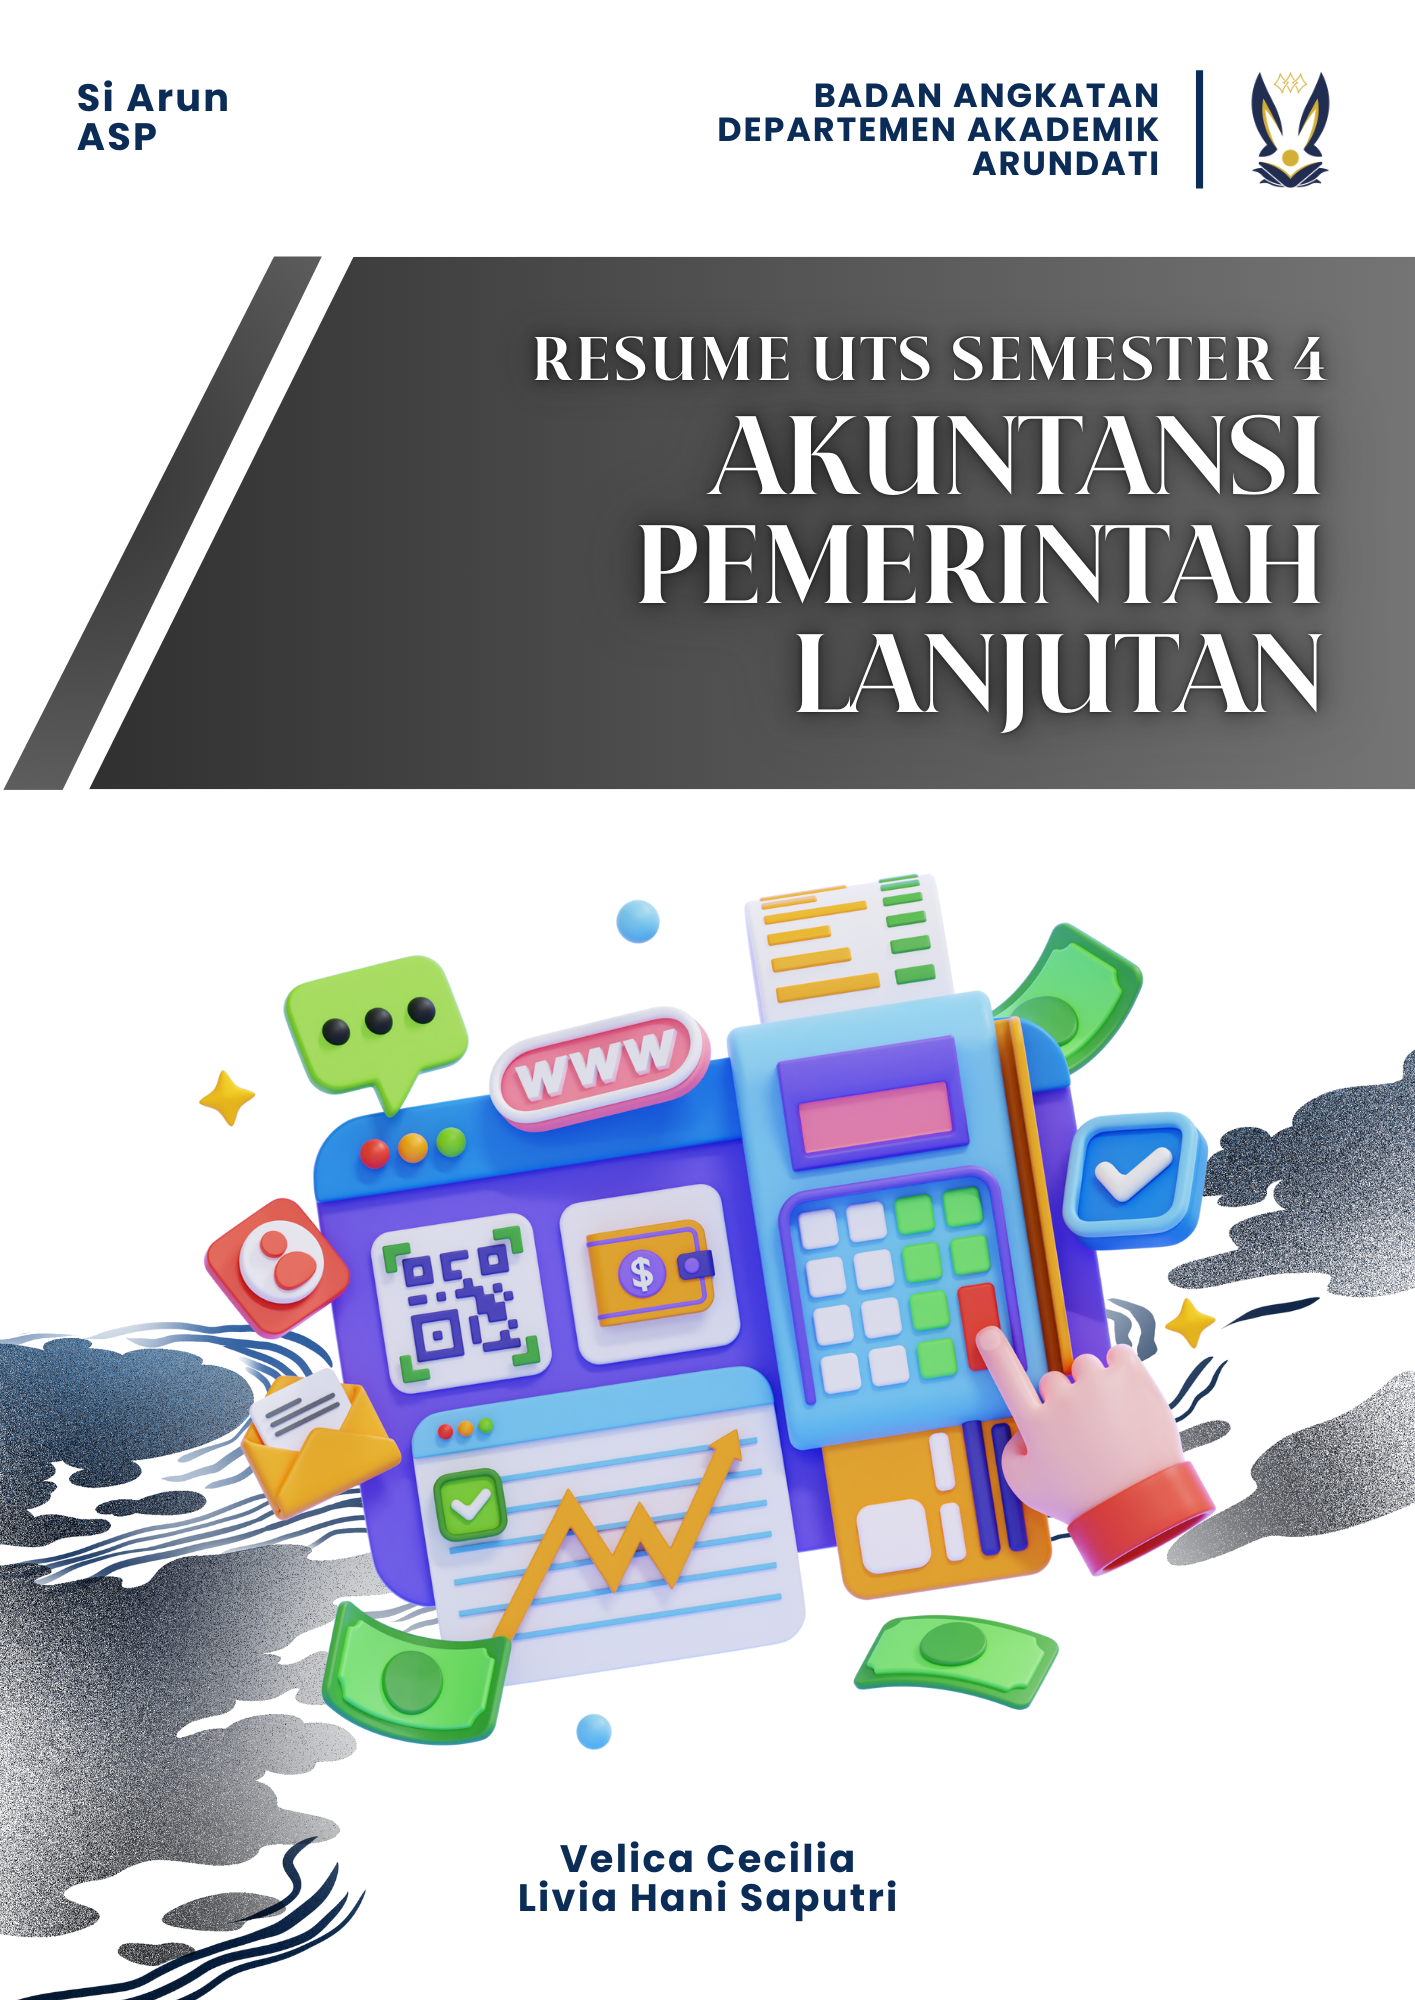 Si Arun
ASP
BADAN ANGKATAN
DEPARTEMEN AKADEMIK
ARUNDATI
RESUME UTS SEMESTER 4
AKUNTANSI
PEMERINTAH
LANJUTAN
WWW
$
Velica Cecilia
Livia Hani Saputri